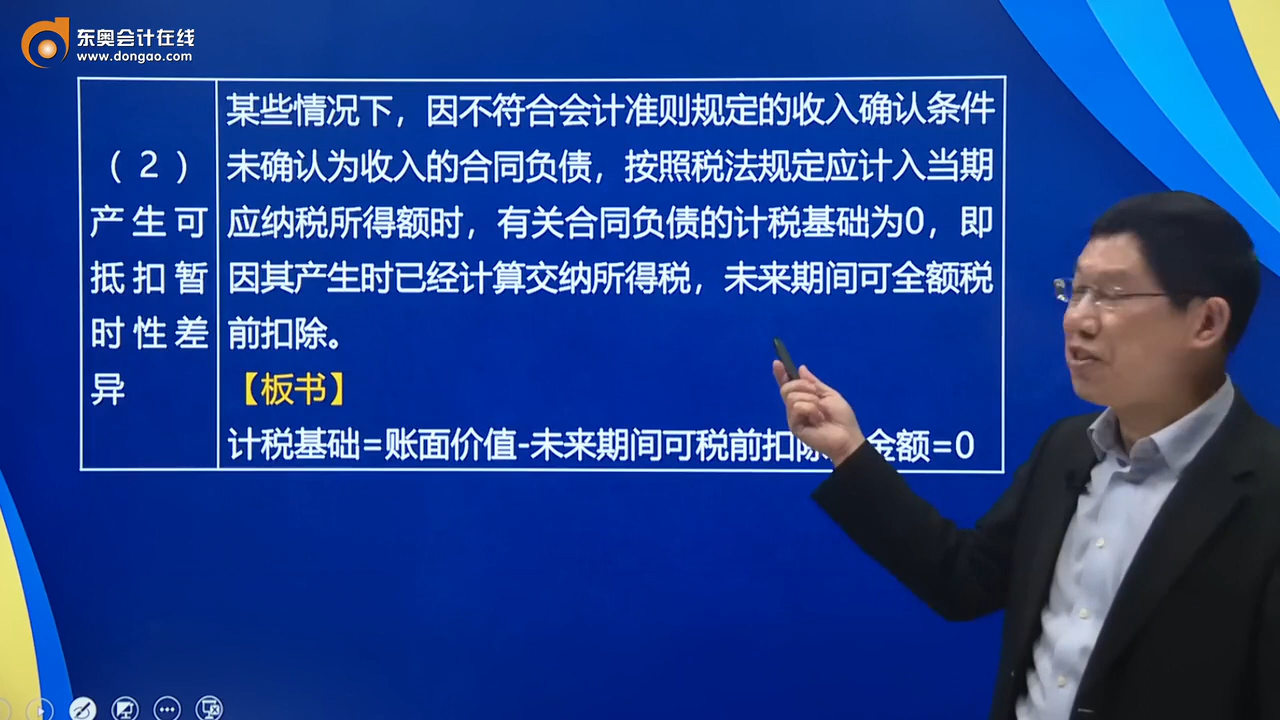 东奥会计在线
www.dongao.com
（2）
产生可
抵扣暂
时性差
异
某些情况下，因不符合会计准则规定的收入确认条件
未确认为收入的合同负债，按照税法规定应计入当期
应纳税所得额时，有关合同负债的计税基础为0，即
因其产生时已经计算交纳所得税，未来期间可全额税
前扣除。
【板书】
计税基础=账面价值-未来期间可税前扣除 金额=0